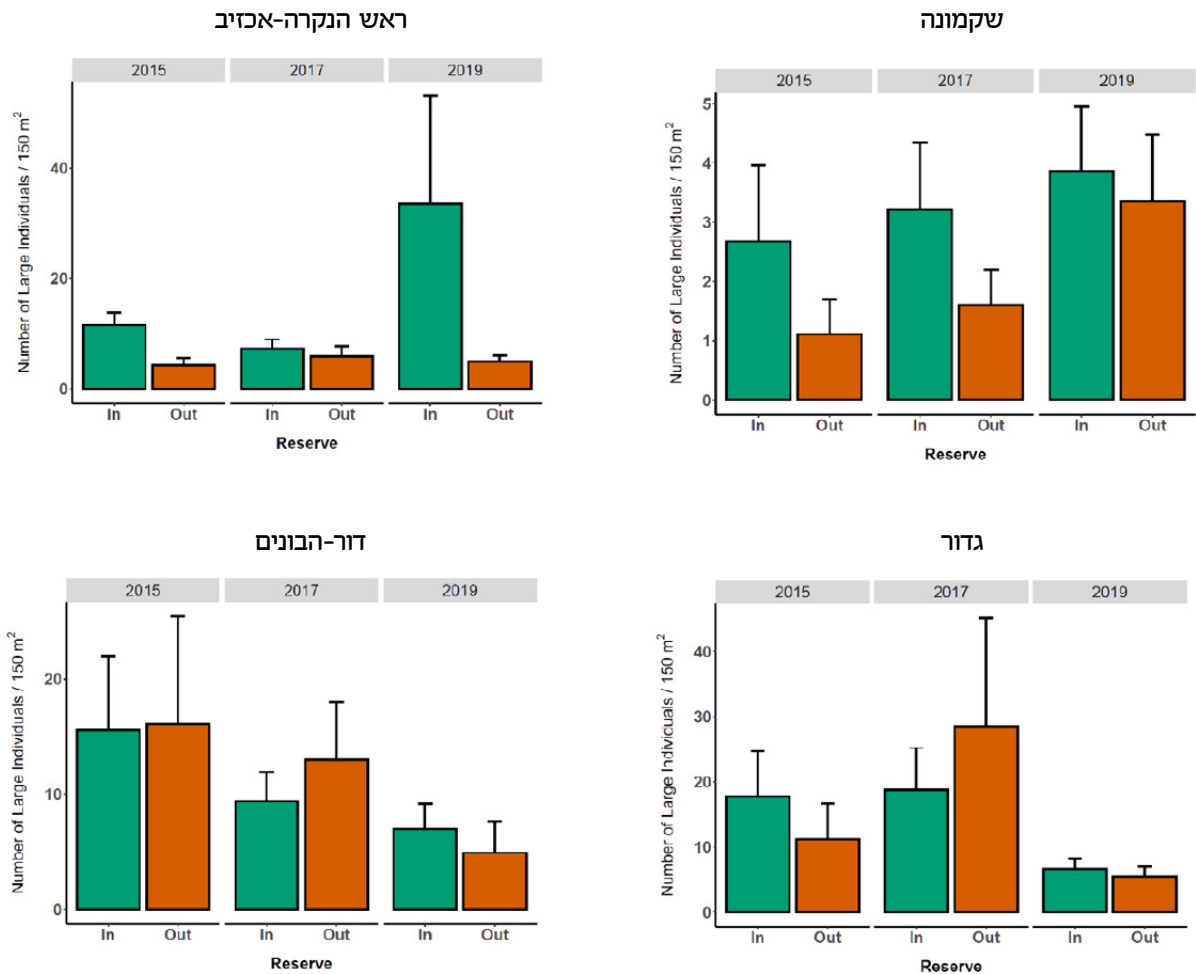 ראש הנקרה-אכזיב
2015 2017 2019
Number of Large Individuals / 150 m²
40
20
0
In Out In Out In Out
Reserve
שקמונה
2015 2017 2019
Number of Large Individuals / 150 m²
5
4
3
2
1
0
In Out In Out In Out
Reserve
דור-הבונים
2015 2017 2019
Number of Large Individuals / 150 m²
20
10
0
In Out In Out In Out
Reserve
גדור
2015 2017 2019
Number of Large Individuals / 150 m²
40
30
20
10
0
In Out In Out In Out
Reserve